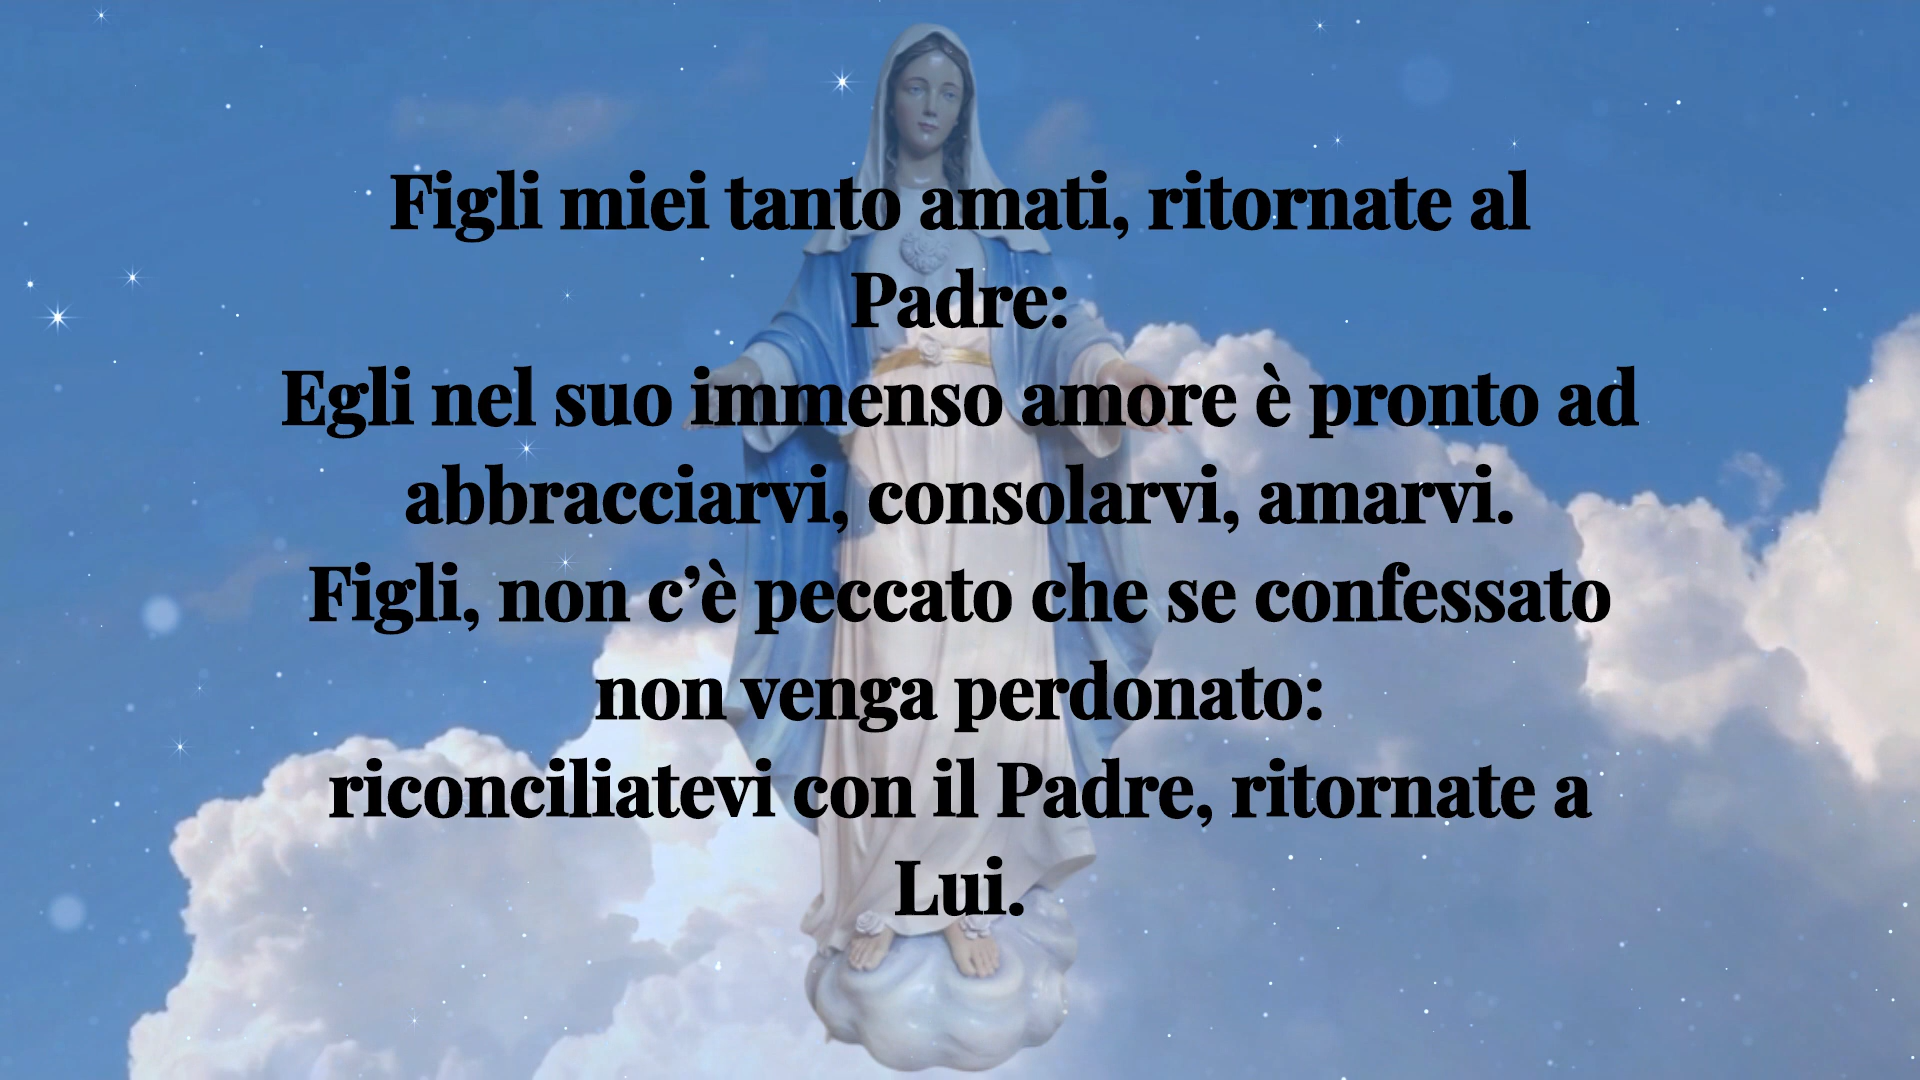 Figli miei tanto amati, ritornate al
Padre:
Egli nel suo immenso amore è pronto ad
abbracciarvi, consolarvi, amarvi.
Figli, non c’è peccato che se confessato
non venga perdonato:
riconciliatevi con il Padre, ritornate a
Lui.